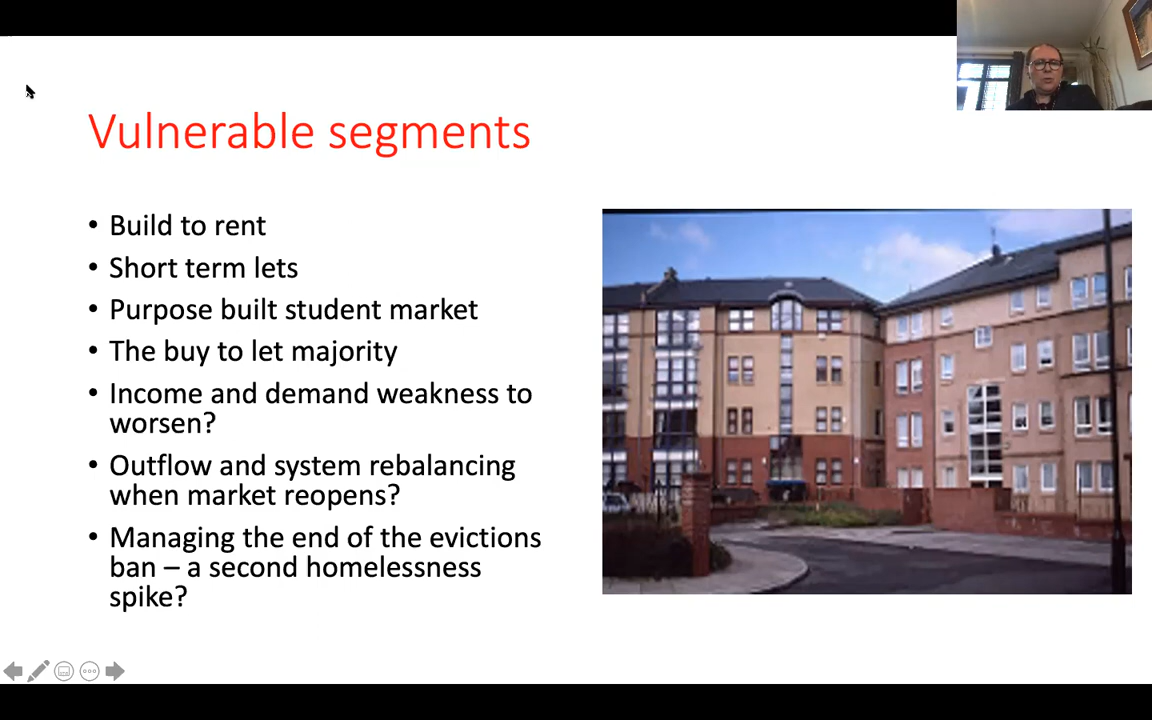 Vulnerable segments
• Build to rent
• Short term lets
• Purpose built student market
• The buy to let majority
• Income and demand weakness to
worsen?
• Outflow and system rebalancing
when market reopens?
• Managing the end of the evictions
ban – a second homelessness
spike?